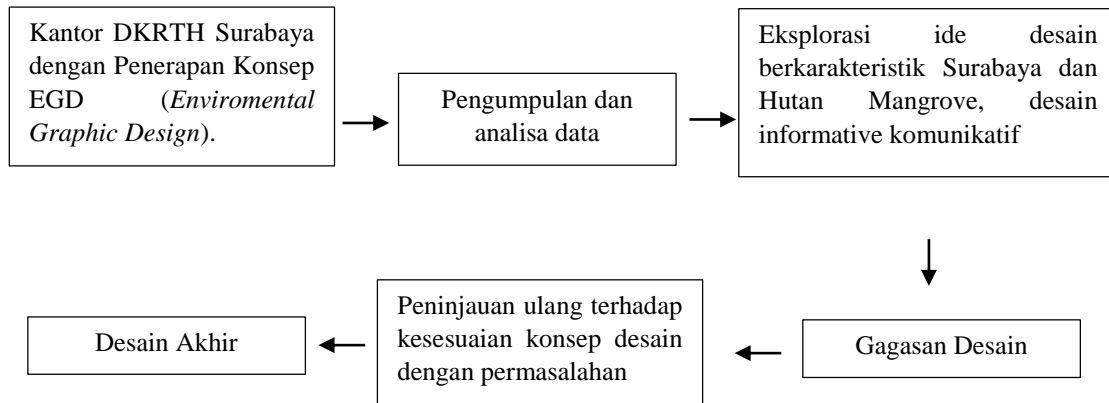 Kantor DKRTH Surabaya
dengan Penerapan Konsep
EGD (Enviromental
Graphic Design).
Pengumpulan dan
analisa data
Eksplorasi ide desain
berkarakteristik Surabaya dan
Hutan Mangrove, desain
informative komunikatif
Gagasan Desain
Peninjauan ulang terhadap
kesesuaian konsep desain
dengan permasalahan
Desain Akhir